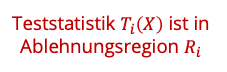 Teststatistik $T_i(X)$ ist in
Ablehnungsregion $R_i$